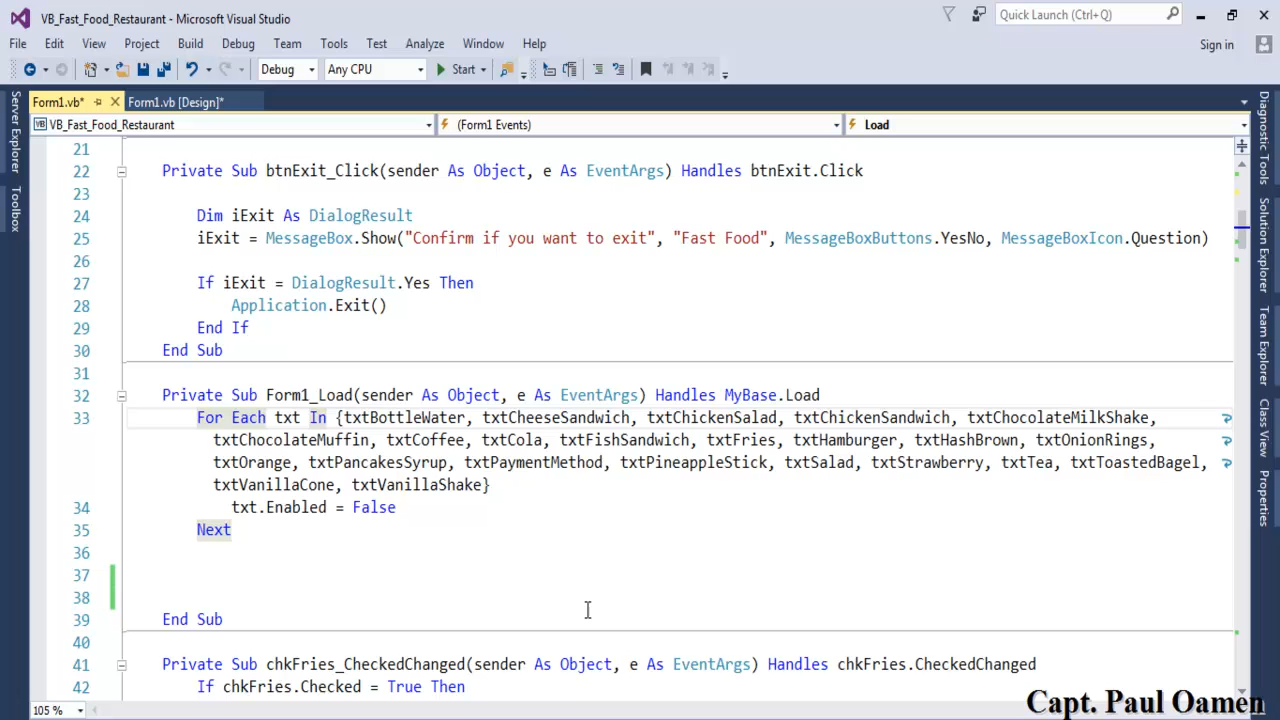 VB_Fast_Food_Restaurant - Microsoft Visual Studio
Quick Launch (Ctrl+Q)
File Edit View Project Build Debug Team Tools Test Analyze Window Help
Sign in
Debug Any CPU Start
Form1.vb* Form1.vb [Design]*
VB_Fast_Food_Restaurant (Form1 Events) Load
Server Explorer
Toolbox
21
22 Private Sub btnExit_Click(sender As Object, e As EventArgs) Handles btnExit.Click
23
24 Dim iExit As DialogResult
25 iExit = MessageBox.Show("Confirm if you want to exit", "Fast Food", MessageBoxButtons.YesNo, MessageBoxIcon.Question)
26
27 If iExit = DialogResult.Yes Then
28 Application.Exit()
29 End If
30 End Sub
31
32 Private Sub Form1_Load(sender As Object, e As EventArgs) Handles MyBase.Load
33 For Each txt In {txtBottleWater, txtCheeseSandwich, txtChickenSalad, txtChickenSandwich, txtChocolateMilkShake,
txtChocolateMuffin, txtCoffee, txtCola, txtFishSandwich, txtFries, txtHamburger, txtHashBrown, txtOnionRings,
txtOrange, txtPancakesSyrup, txtPaymentMethod, txtPineappleStick, txtSalad, txtStrawberry, txtTea, txtToastedBagel,
txtVanillaCone, txtVanillaShake}
34 txt.Enabled = False
35 Next
36
37
38
39 End Sub
40
41 Private Sub chkFries_CheckedChanged(sender As Object, e As EventArgs) Handles chkFries.CheckedChanged
42 If chkFries.Checked = True Then
105 %
Diagnostic Tools
Solution Explorer
Team Explorer
Class View
Properties
Capt. Paul Oamen